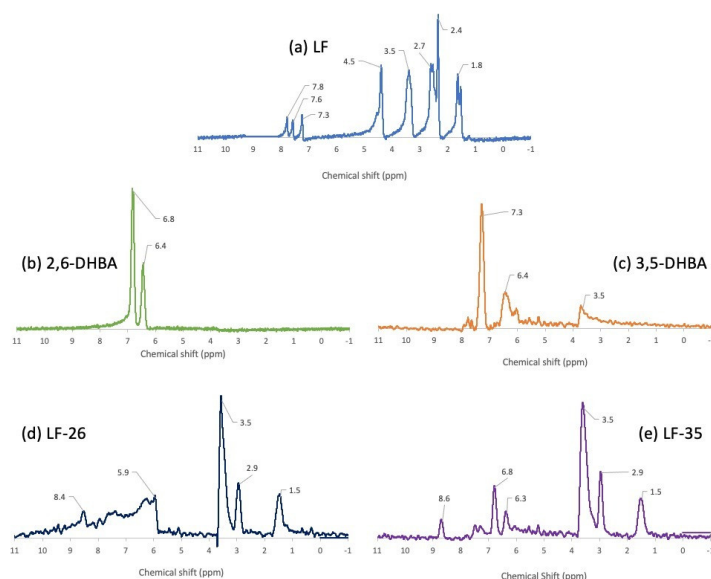 (a) LF
2.4
2.7
3.5
4.5
1.8
7.8
7.6
7.3
11 10 9 8 7 6 5 4 3 2 1 0 -1
Chemical shift (ppm)
(b) 2,6-DHBA
6.8
6.4
11 10 9 8 7 6 5 4 3 2 1 0 -1
Chemical shift (ppm)
(c) 3,5-DHBA
7.3
6.4
3.5
11 10 9 8 7 6 5 4 3 2 1 0 -1
Chemical shift (ppm)
(d) LF-26
3.5
2.9
5.9
8.4
1.5
11 10 9 8 7 6 5 4 3 2 1 0 -1
Chemical shift (ppm)
(e) LF-35
3.5
2.9
6.8
6.3
8.6
1.5
11 10 9 8 7 6 5 4 3 2 1 0 -1
Chemical shift (ppm)